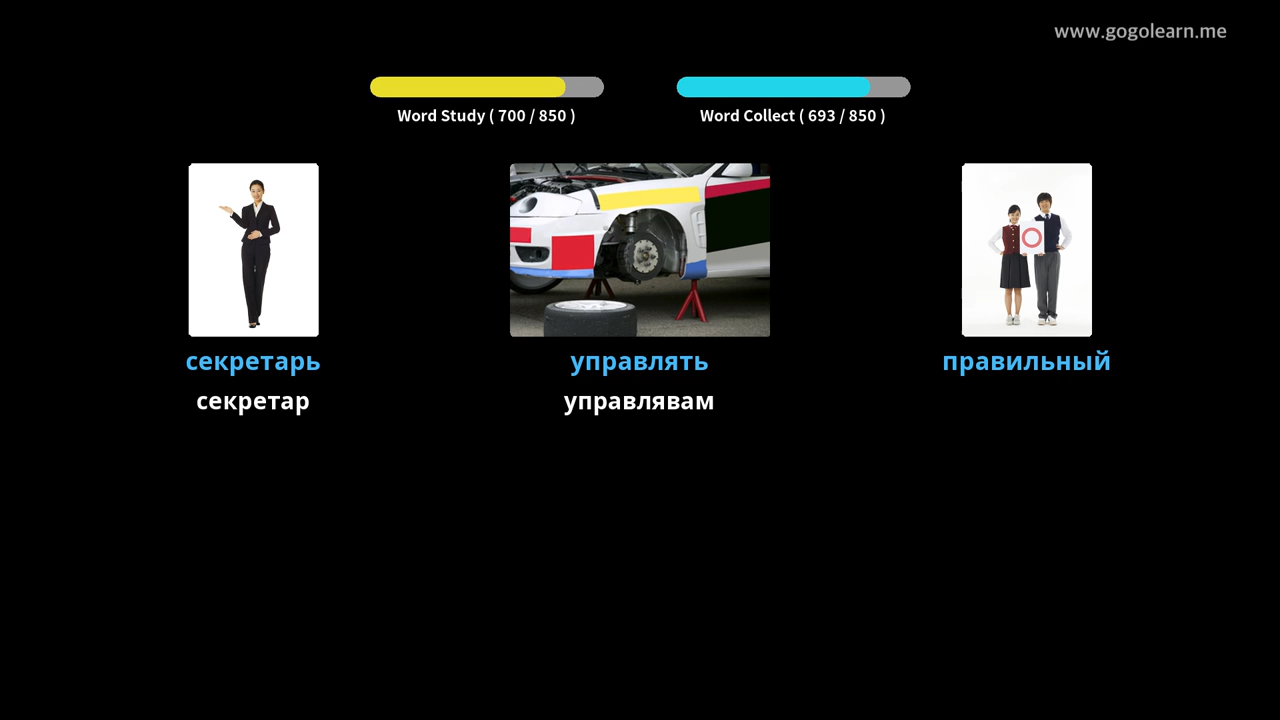 www.gogolearn.me
Word Study ( 700 / 850 )
Word Collect ( 693 / 850 )
секретарь
управлять
правильный
секретар
управлявам